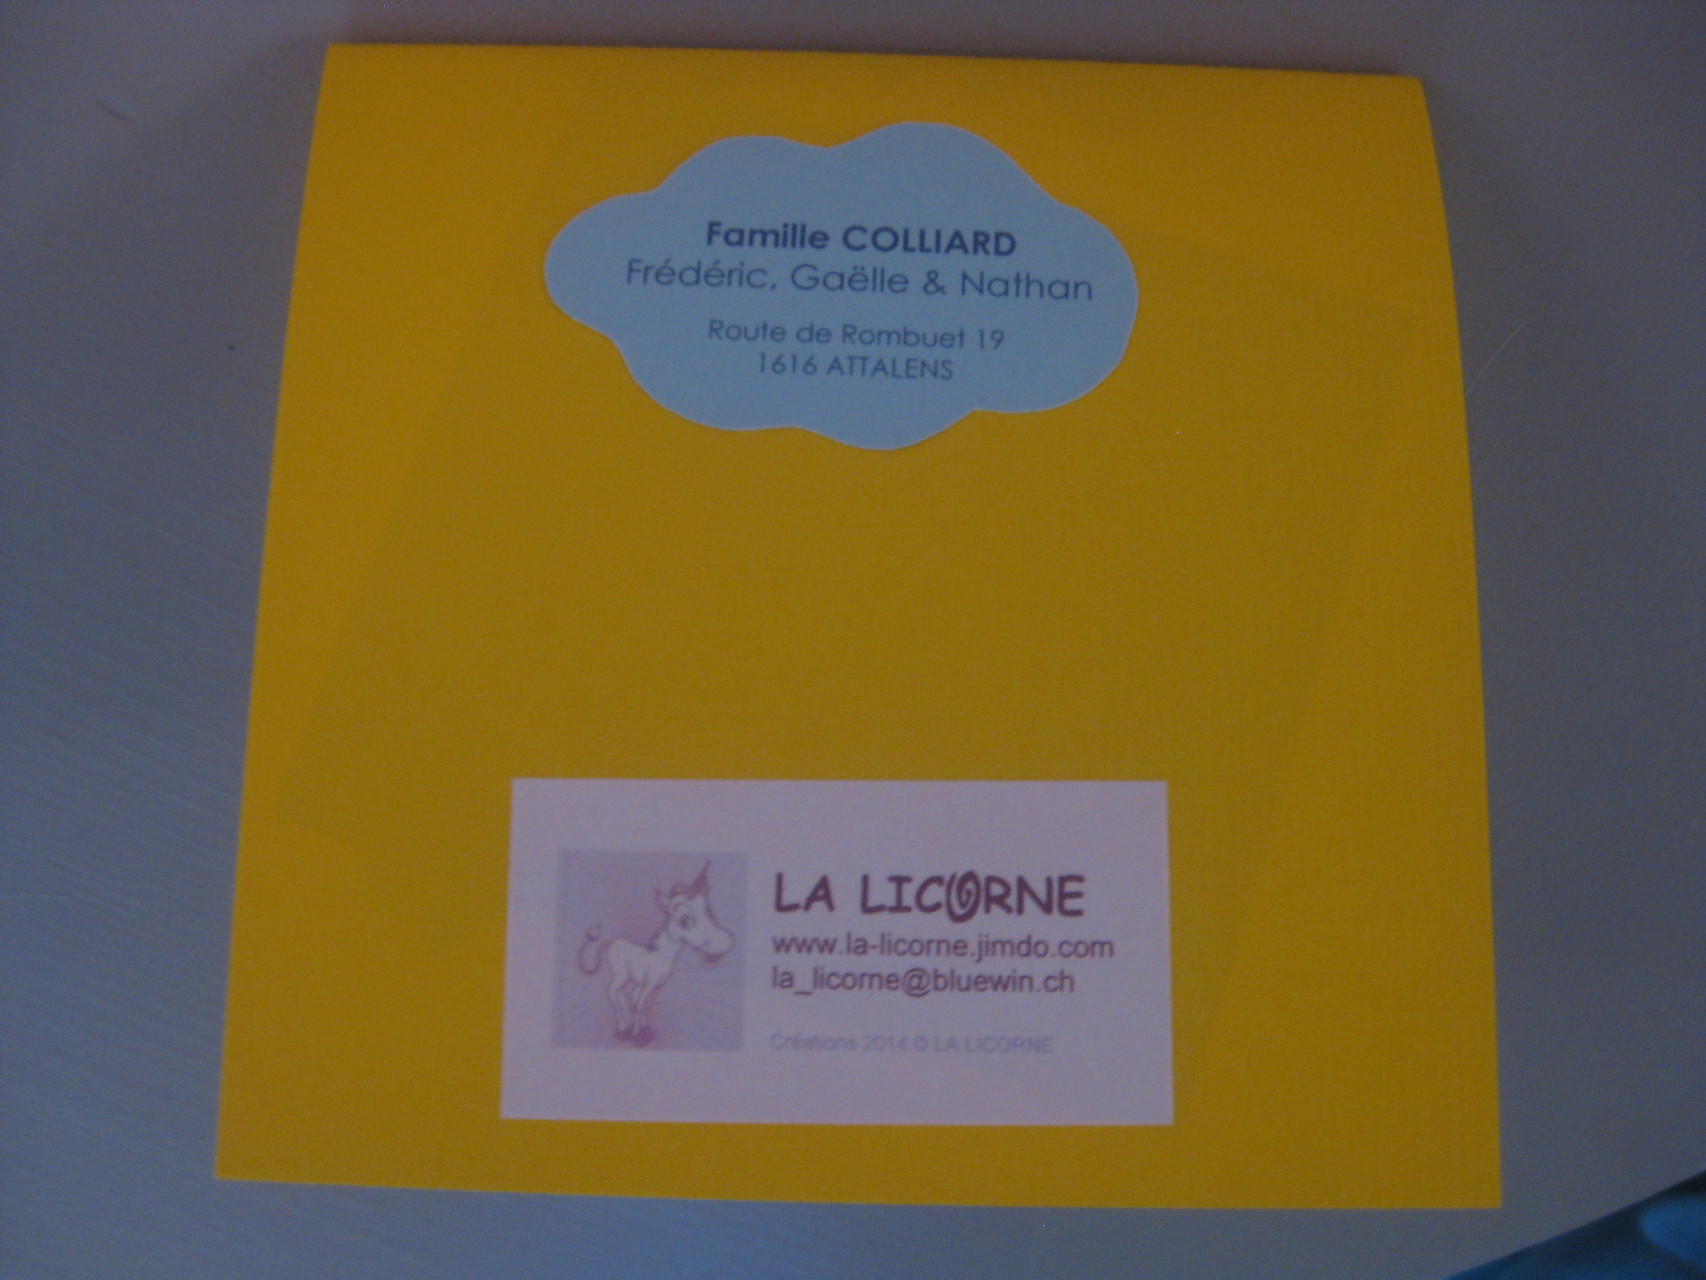 Famille COLLIARD
Frédéric, Gaëlle & Nathan
Route de Rombuet 19
1616 ATTALENS
LA LICORNE
www.la-licorne.jimdo.com
la_licorne@bluewin.ch
Créations 2014 © LA LICORNE